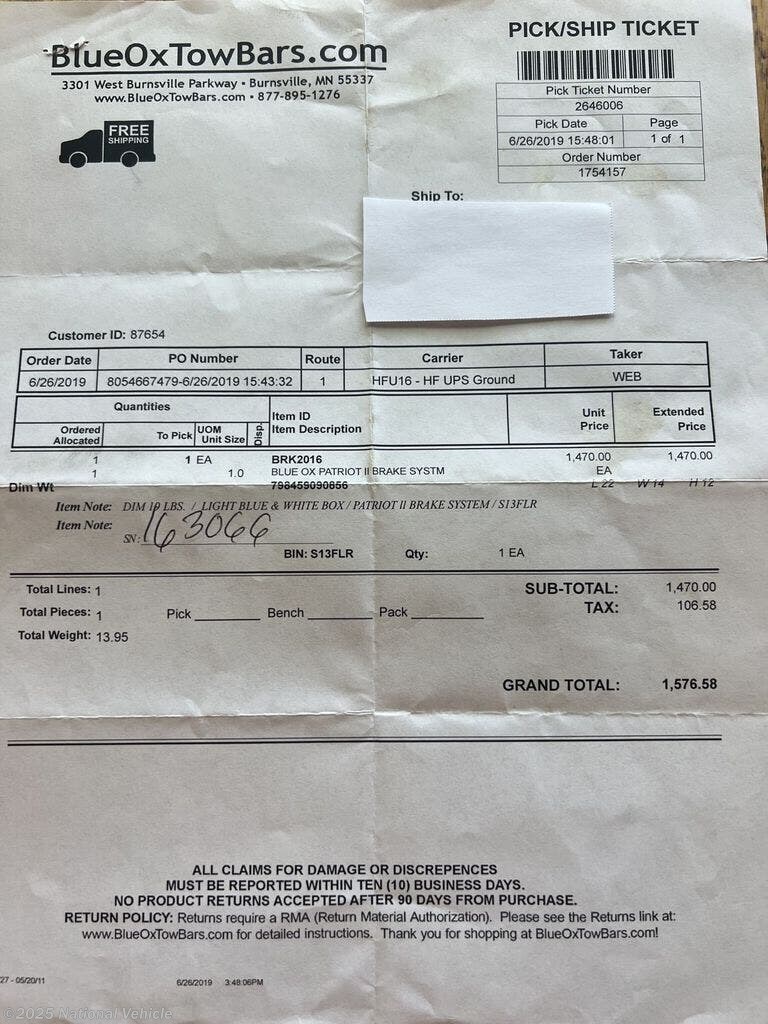 BlueOxTowBars.com
3301 West Burnsville Parkway • Burnsville, MN 55337
www.BlueOxTowBars.com • 877-895-1276
FREE
SHIPPING
PICK/SHIP TICKET
Pick Ticket Number
2646006
Pick Date Page
6/26/2019 15:48:01 1 of 1
Order Number
1754157
Ship To:
Customer ID: 87654
Order Date PO Number Route Carrier Taker
6/26/2019 8054667479-6/26/2019 15:43:32 1 HFU16 - HF UPS Ground WEB
Quantities Item ID Unit Extended
Ordered To Pick UOM Disp. Item Description Price Price
Allocated Unit Size
1 1 EA BRK2016 1,470.00 1,470.00
1 1.0 BLUE OX PATRIOT II BRAKE SYSTM EA
Dim Wt 798459090856 L 22 W 14 H 12
Item Note: DIM 19 LBS. / LIGHT BLUE & WHITE BOX / PATRIOT II BRAKE SYSTEM / S13FLR
Item Note: SN: 163066
BIN: S13FLR Qty: 1 EA
Total Lines: 1 SUB-TOTAL: 1,470.00
Total Pieces: 1 Pick Bench Pack TAX: 106.58
Total Weight: 13.95
GRAND TOTAL: 1,576.58
ALL CLAIMS FOR DAMAGE OR DISCREPENCES
MUST BE REPORTED WITHIN TEN (10) BUSINESS DAYS.
NO PRODUCT RETURNS ACCEPTED AFTER 90 DAYS FROM PURCHASE.
RETURN POLICY: Returns require a RMA (Return Material Authorization). Please see the Returns link at:
www.BlueOxTowBars.com for detailed instructions. Thank you for shopping at BlueOxTowBars.com!
27 - 05/20/11 6/26/2019 3:48:06PM
©2025 National Vehicle